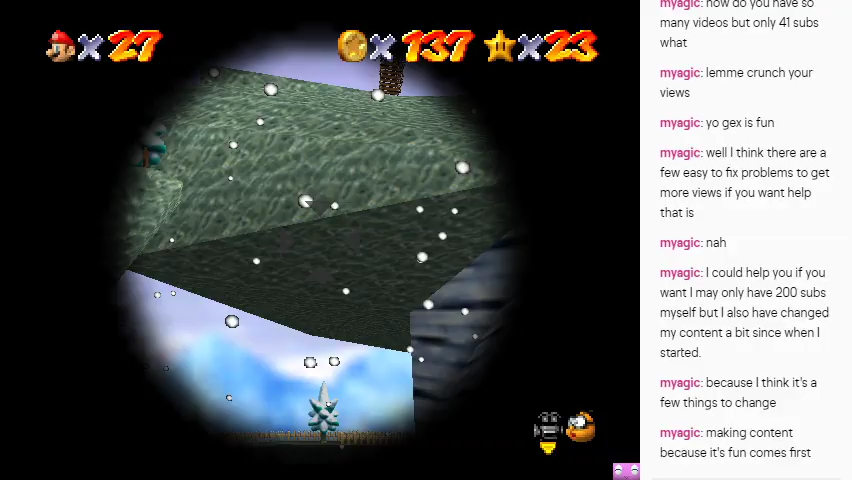 x27
x137
x23
myagic: how do you have so
many videos but only 41 subs
what
myagic: lemme crunch your
views
myagic: yo gex is fun
myagic: well I think there are a
few easy to fix problems to get
more views if you want help
that is
myagic: nah
myagic: I could help you if you
want I may only have 200 subs
myself but I also have changed
my content a bit since when I
started.
myagic: because I think it's a
few things to change
myagic: making content
because it's fun comes first